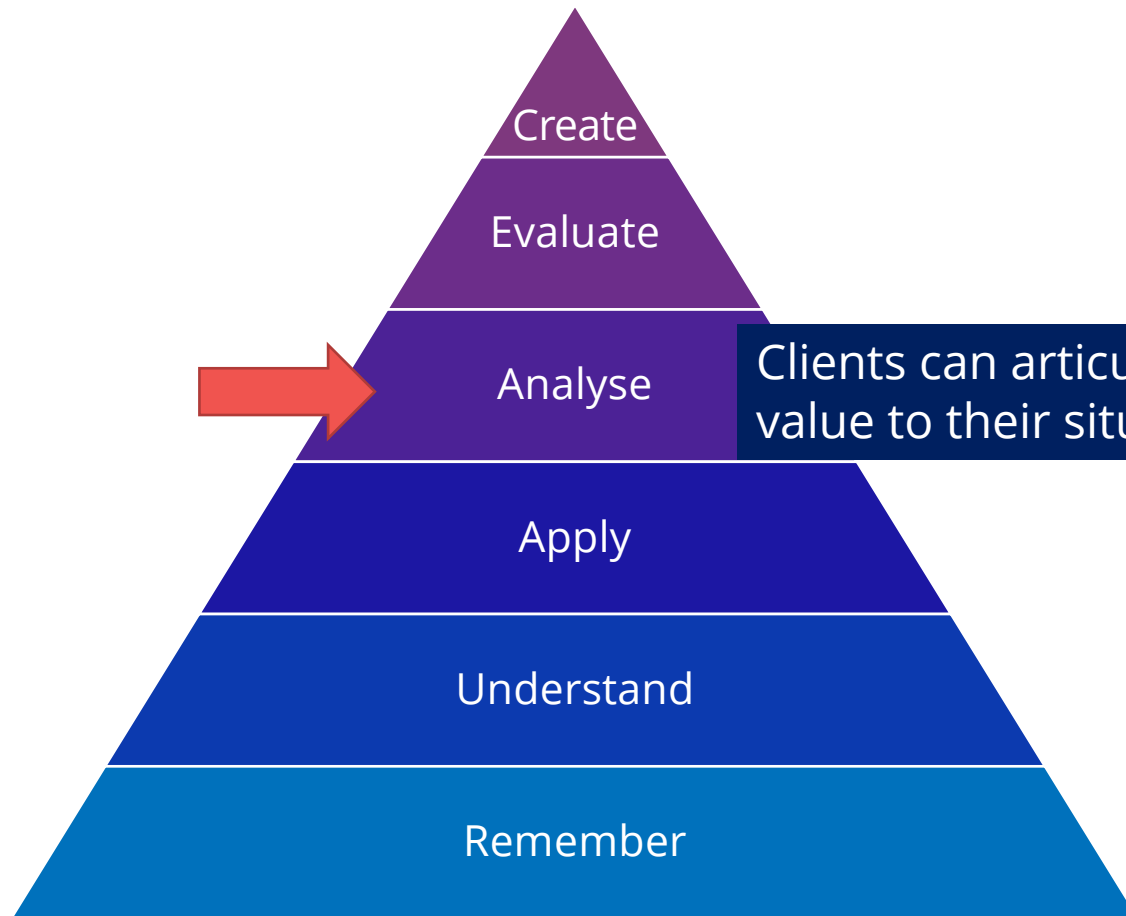 Create
Evaluate
Analyse
Clients can
value to their
Apply
Understand
Remember